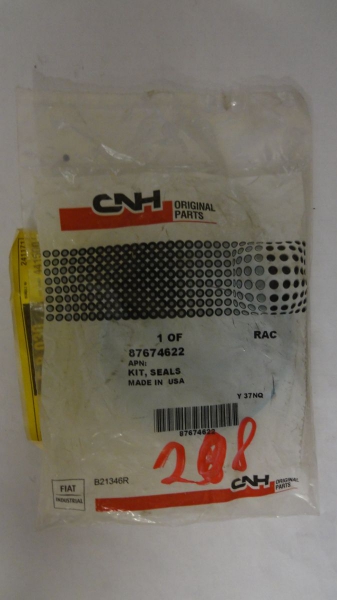 CNH ORIGINAL
PARTS
1 OF RAC
87674622
APN:
KIT, SEALS
MADE IN USA
Y 37NQ
87674622
208
FIAT
INDUSTRIAL
B21346R
CNH ORIGINAL
PARTS